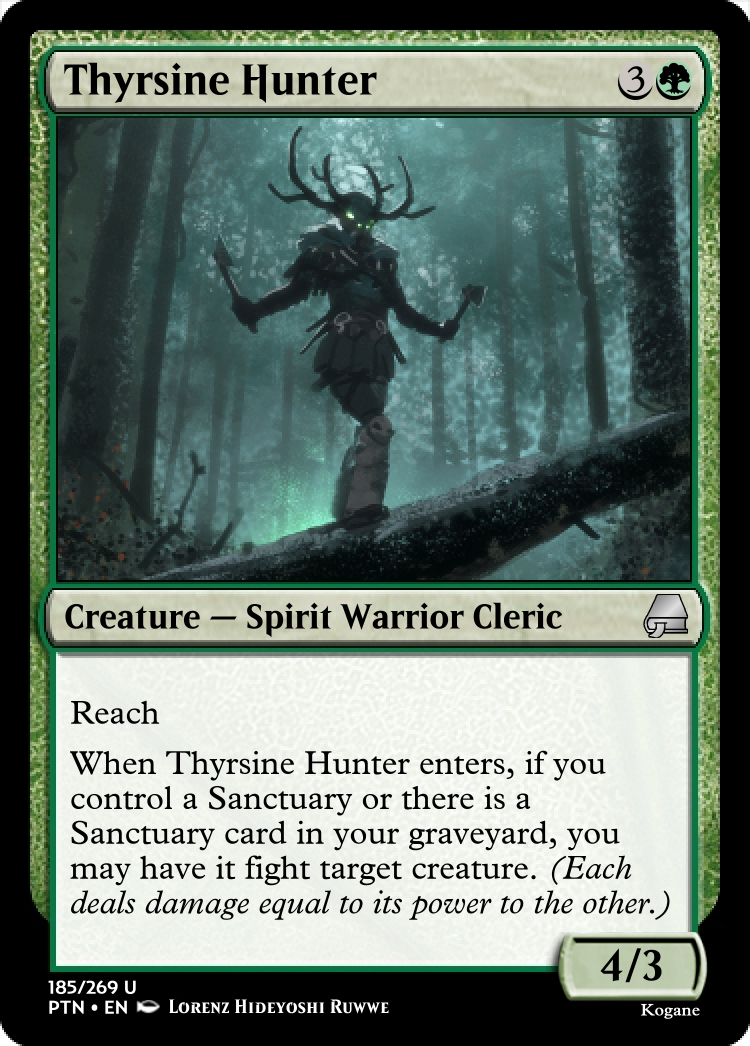 Thyrsine Hunter 3
Creature — Spirit Warrior Cleric
Reach
When Thyrsine Hunter enters, if you
control a Sanctuary or there is a
Sanctuary card in your graveyard, you
may have it fight target creature. (Each
deals damage equal to its power to the other.)
4/3
185/269 U
PTN • EN Lorenz Hideyoshi Ruwwe
Kogane